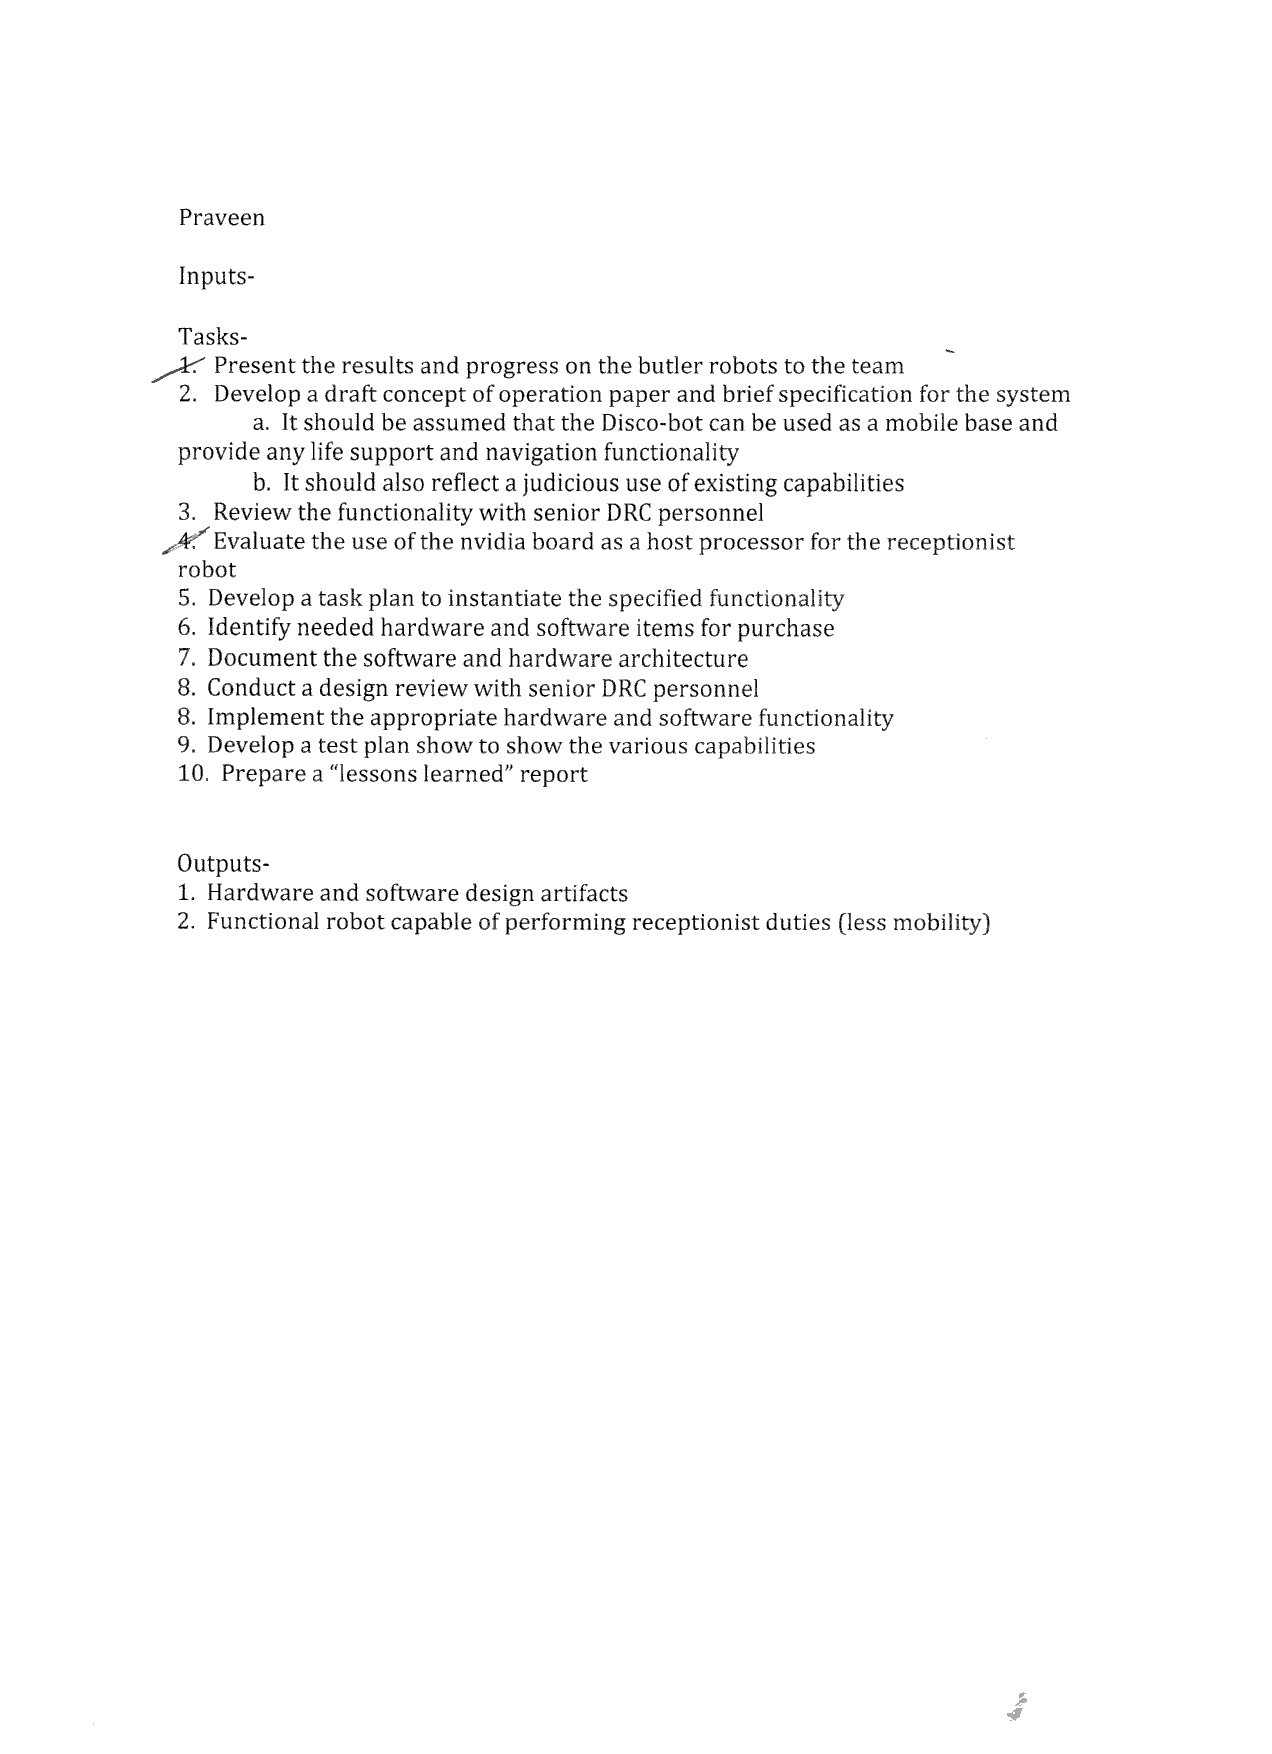 Praveen
Inputs-
Tasks-
1. Present the results and progress on the butler robots to the team
2. Develop a draft concept of operation paper and brief specification for the system
a. It should be assumed that the Disco-bot can be used as a mobile base and
provide any life support and navigation functionality
b. It should also reflect a judicious use of existing capabilities
3. Review the functionality with senior DRC personnel
4. Evaluate the use of the nvidia board as a host processor for the receptionist
robot
5. Develop a task plan to instantiate the specified functionality
6. Identify needed hardware and software items for purchase
7. Document the software and hardware architecture
8. Conduct a design review with senior DRC personnel
8. Implement the appropriate hardware and software functionality
9. Develop a test plan show to show the various capabilities
10. Prepare a “lessons learned” report
Outputs-
1. Hardware and software design artifacts
2. Functional robot capable of performing receptionist duties (less mobility)